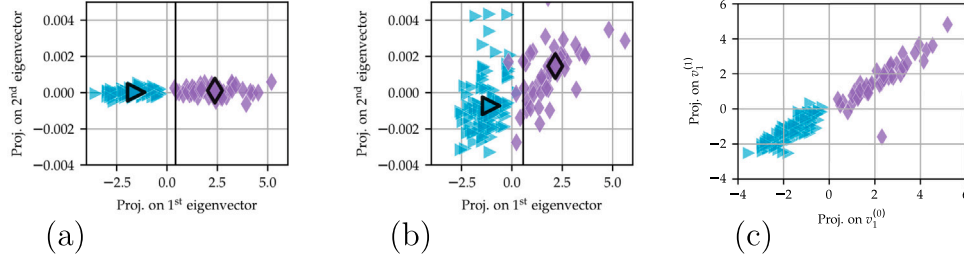 Proj. on 2nd eigenvector
0.004
0.002
0.000
−0.002
−0.004
−2.5 0.0 2.5 5.0
Proj. on 1st eigenvector
(a)
Proj. on 2nd eigenvector
0.004
0.002
0.000
−0.002
−0.004
−2.5 0.0 2.5 5.0
Proj. on 1st eigenvector
(b)
Proj. on v1(1)
6
4
2
0
−2
−4
−4 −2 0 2 4 6
Proj. on v1(0)
(c)